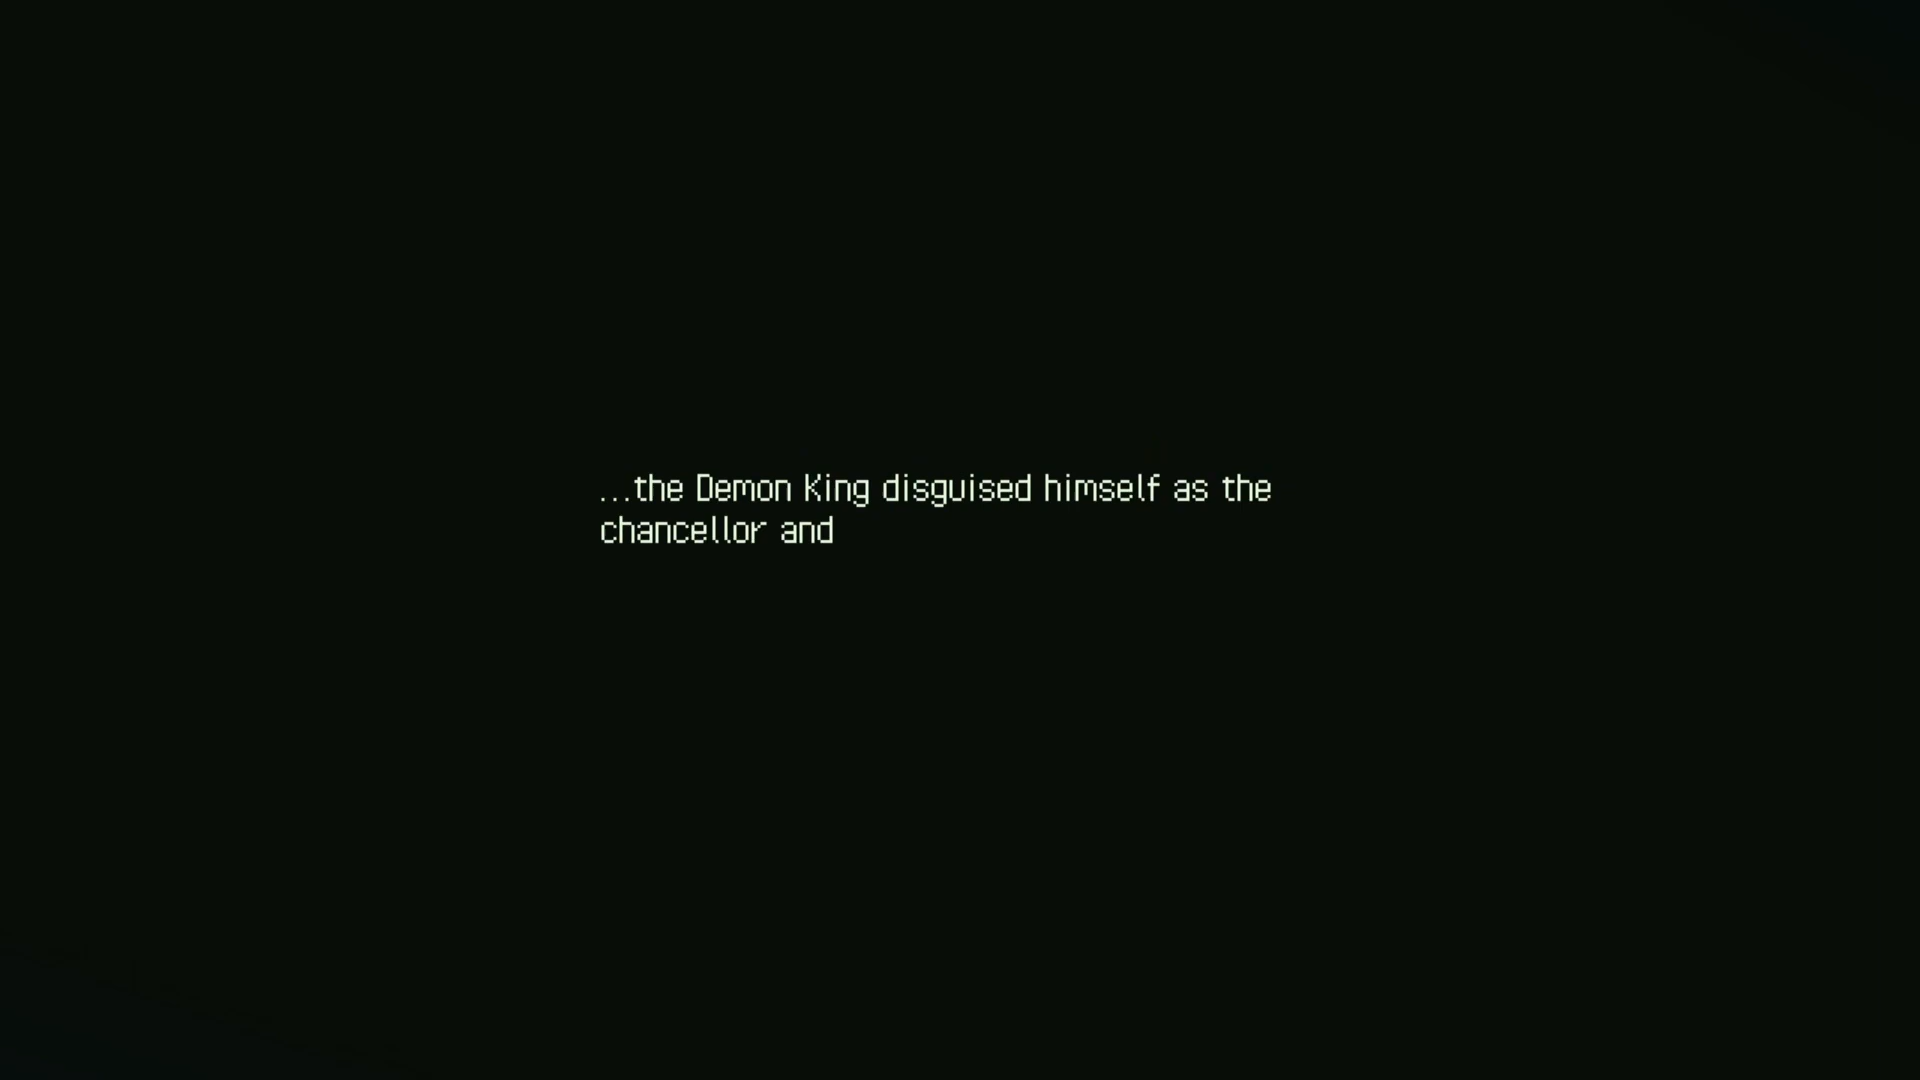 ...the Demon King disguised himself as the
chancellor and